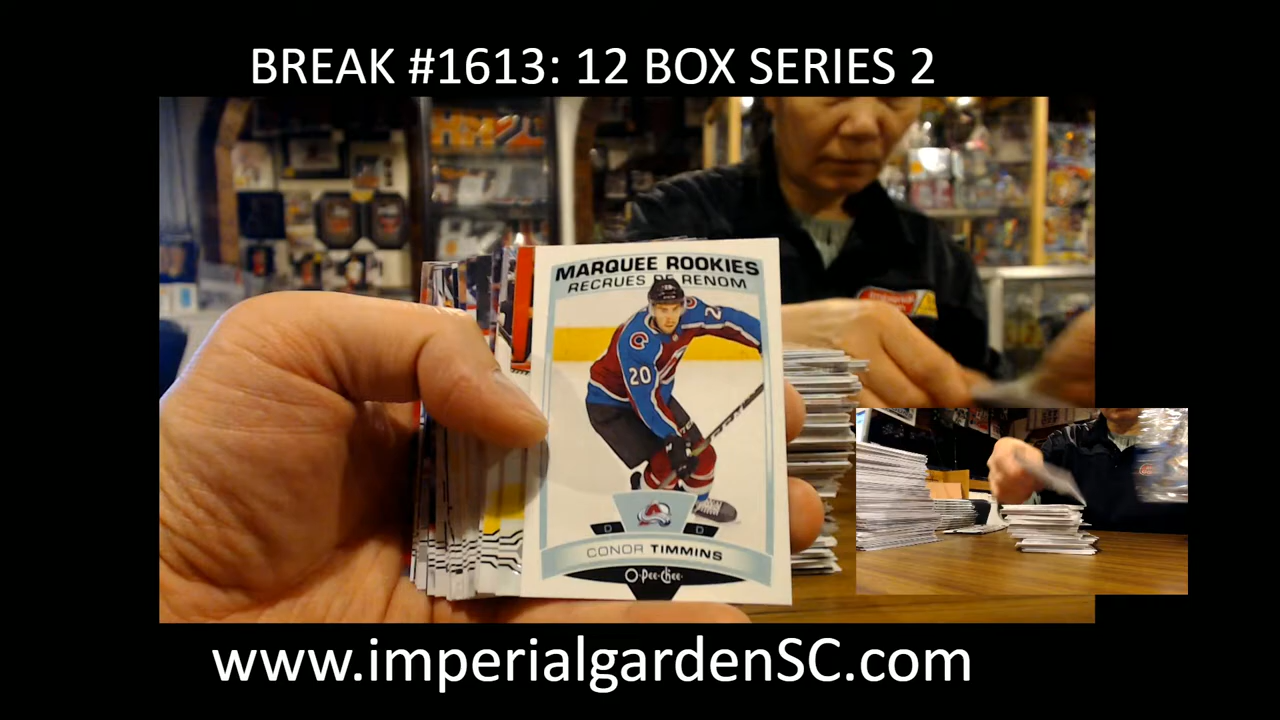 BREAK #1613: 12 BOX SERIES 2
MARQUEE ROOKIES
RECRUES DE RENOM
20
D D
CONOR TIMMINS
O-Pee-Chee
www.imperialgardenSC.com